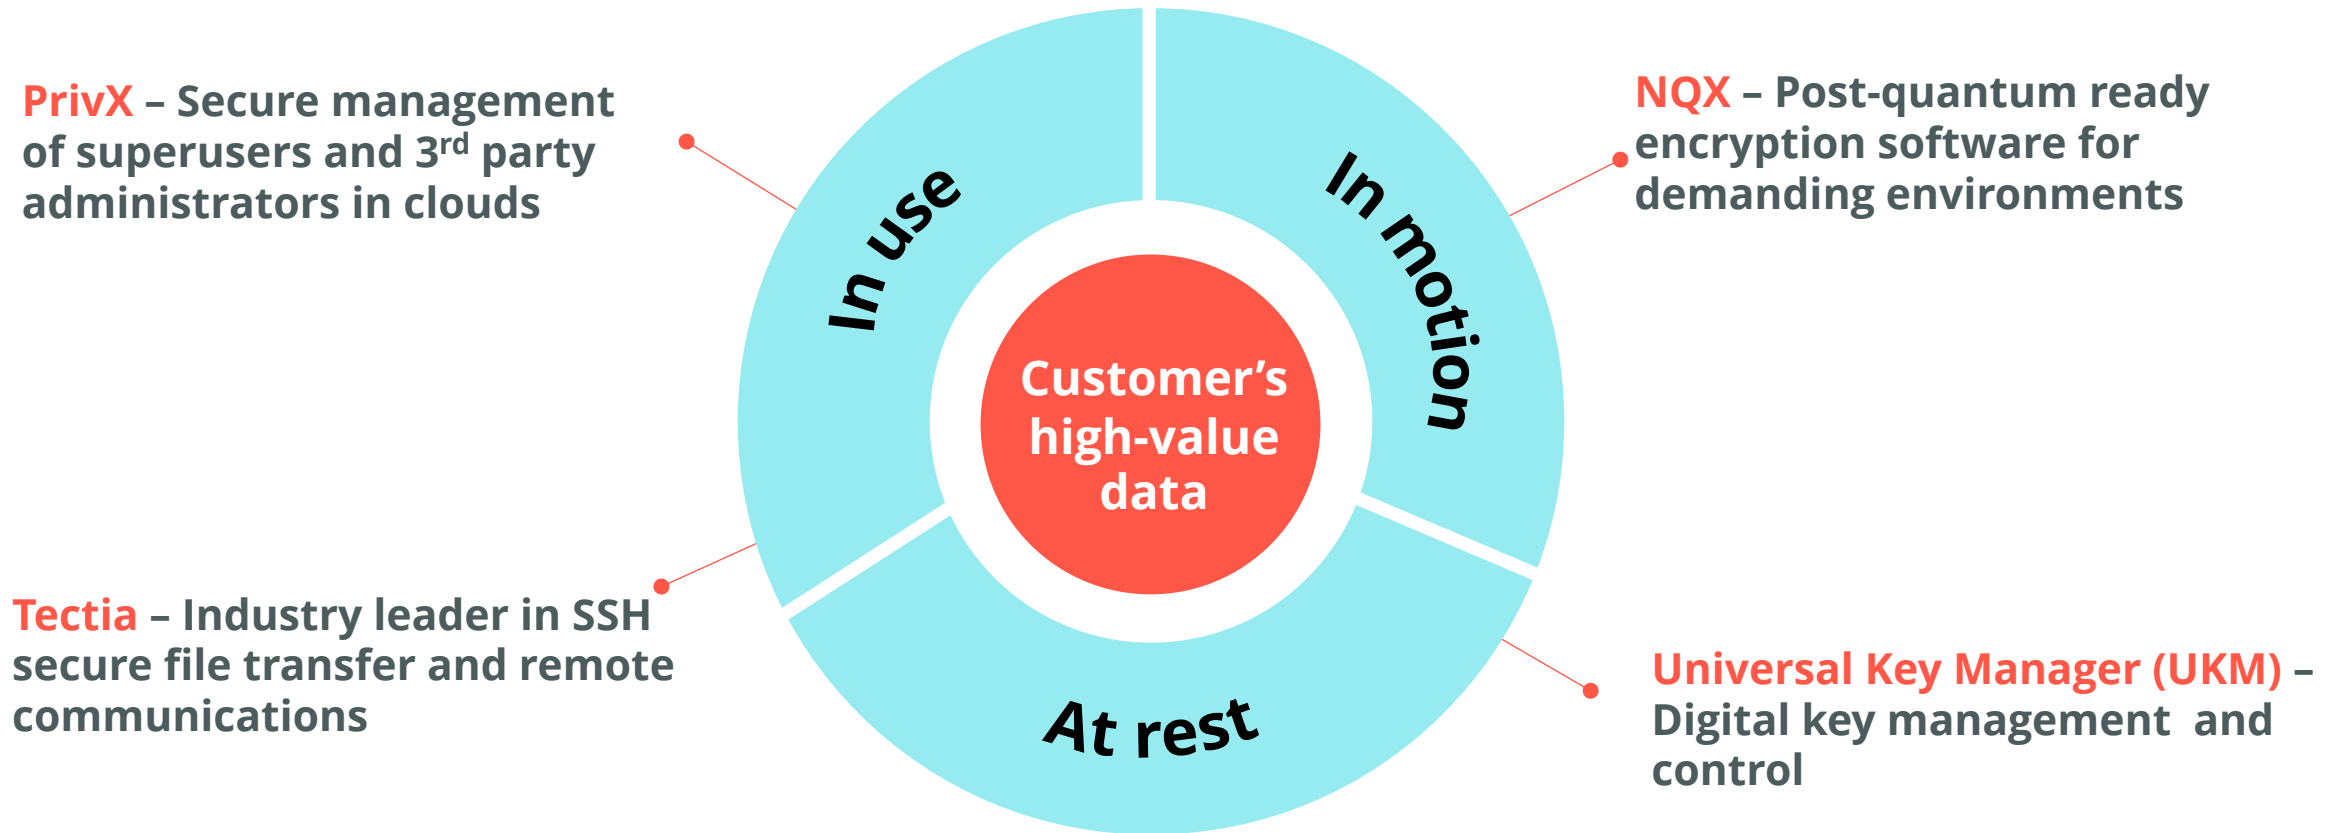 PrivX – Secure management
of superusers and 3rd party
administrators in clouds
NQX – Post-quantum ready
encryption software for
demanding environments
In use
In motion
Customer’s
high-value
data
Tectia – Industry leader in SSH
secure file transfer and remote
communications
At rest
Universal Key Manager (UKM) –
Digital key management  and
control